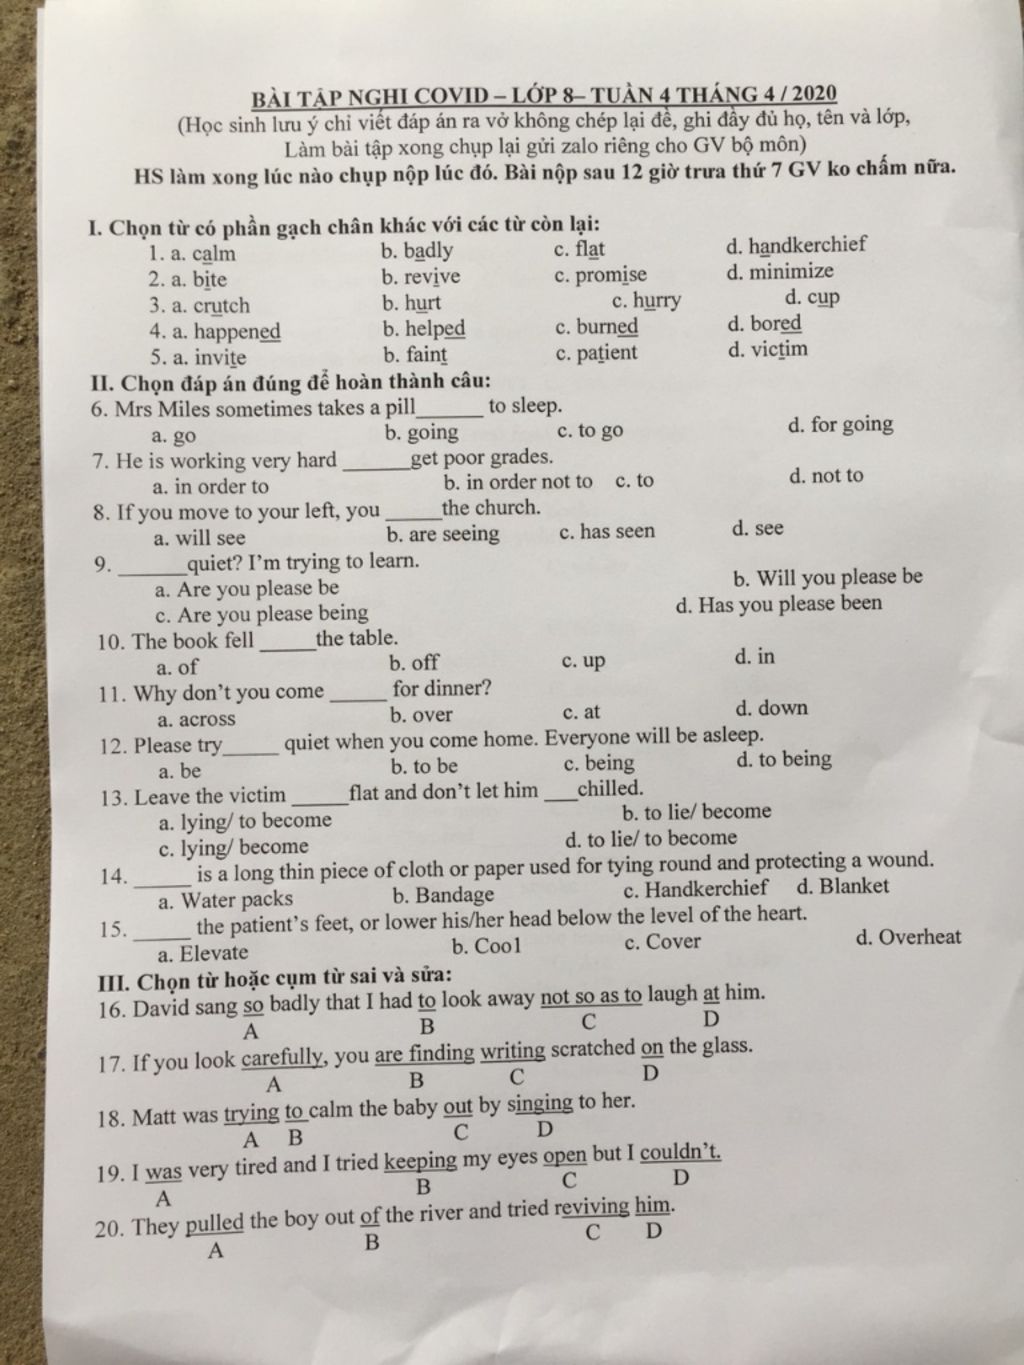 BÀI TẬP NGHI COVID – LỚP 8– TUẦN 4 THÁNG 4 / 2020
(Học sinh lưu ý chỉ viết đáp án ra vở không chép lại đề, ghi đầy đủ họ, tên và lớp,
Làm bài tập xong chụp lại gửi zalo riêng cho GV bộ môn)
HS làm xong lúc nào chụp nộp lúc đó. Bài nộp sau 12 giờ trưa thứ 7 GV ko chấm nữa.
I. Chọn từ có phần gạch chân khác với các từ còn lại:
1. a. calm b. badly c. flat d. handkerchief
2. a. bite b. revive c. promise d. minimize
3. a. crutch b. hurt c. hurry d. cup
4. a. happened b. helped c. burned d. bored
5. a. invite b. faint c. patient d. victim
II. Chọn đáp án đúng để hoàn thành câu:
6. Mrs Miles sometimes takes a pill______ to sleep.
a. go b. going c. to go d. for going
7. He is working very hard ______get poor grades.
a. in order to b. in order not to c. to d. not to
8. If you move to your left, you _____the church.
a. will see b. are seeing c. has seen d. see
9. ______quiet? I’m trying to learn.
a. Are you please be b. Will you please be
c. Are you please being d. Has you please been
10. The book fell _____the table.
a. of b. off c. up d. in
11. Why don’t you come _____ for dinner?
a. across b. over c. at d. down
12. Please try_____ quiet when you come home. Everyone will be asleep.
a. be b. to be c. being d. to being
13. Leave the victim _____flat and don’t let him ___chilled.
a. lying/ to become b. to lie/ become
c. lying/ become d. to lie/ to become
14. _____ is a long thin piece of cloth or paper used for tying round and protecting a wound.
a. Water packs b. Bandage c. Handkerchief d. Blanket
15. _____ the patient’s feet, or lower his/her head below the level of the heart.
a. Elevate b. Coo1 c. Cover d. Overheat
III. Chọn từ hoặc cụm từ sai và sửa:
16. David sang so badly that I had to look away not so as to laugh at him.
A B C D
17. If you look carefully, you are finding writing scratched on the glass.
A B C D
18. Matt was trying to calm the baby out by singing to her.
A B C D
19. I was very tired and I tried keeping my eyes open but I couldn’t.
A B C D
20. They pulled the boy out of the river and tried reviving him.
A B C D